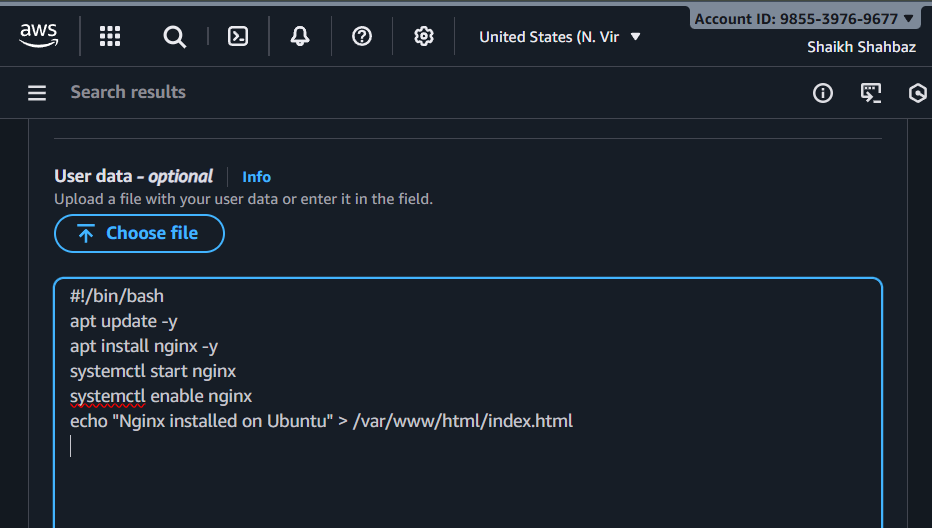 aws
United States (N. Vir
Account ID: 9855-3976-9677
Shaikh Shahbaz
Search results
User data - optional
Info
Upload a file with your user data or enter it in the field.
Choose file
#!/bin/bash
apt update -y
apt install nginx -y
systemctl start nginx
systemctl enable nginx
echo "Nginx installed on Ubuntu" > /var/www/html/index.html